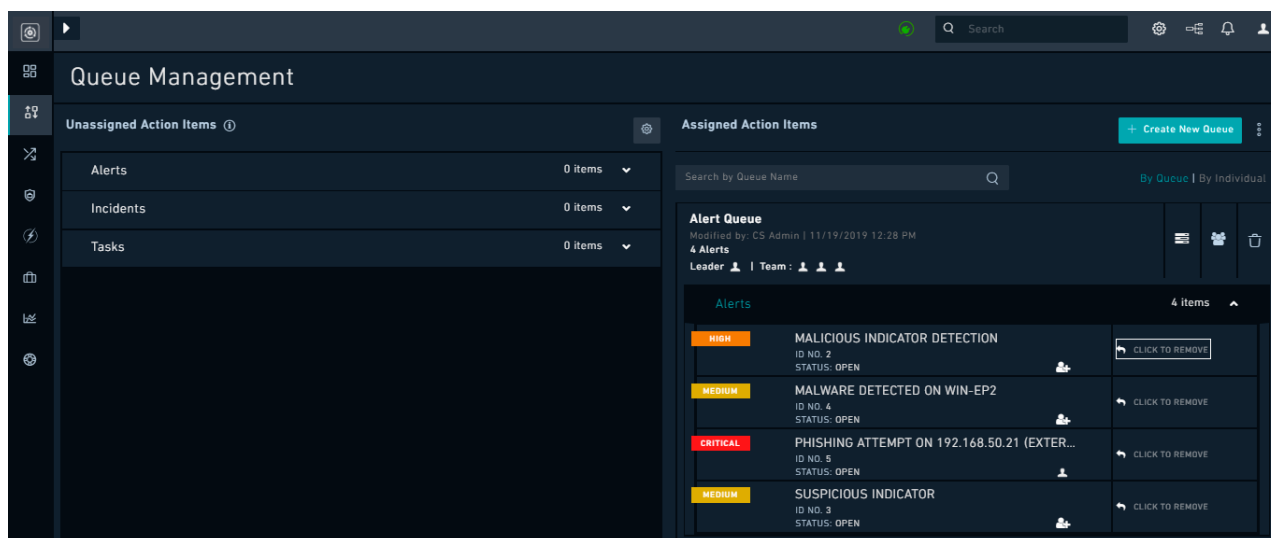 Search
Queue Management
Unassigned Action Items
Alerts 0 items
Incidents 0 items
Tasks 0 items
Assigned Action Items
+ Create New Queue
Search by Queue Name
By Queue | By Individual
Alert Queue
Modified by: CS Admin | 11/19/2019 12:28 PM
4 Alerts
Leader | Team :
Alerts 4 items
HIGH MALICIOUS INDICATOR DETECTION
ID NO. 2
STATUS: OPEN
CLICK TO REMOVE
MEDIUM MALWARE DETECTED ON WIN-EP2
ID NO. 4
STATUS: OPEN
CLICK TO REMOVE
CRITICAL PHISHING ATTEMPT ON 192.168.50.21 (EXTER...
ID NO. 5
STATUS: OPEN
CLICK TO REMOVE
MEDIUM SUSPICIOUS INDICATOR
ID NO. 3
STATUS: OPEN
CLICK TO REMOVE